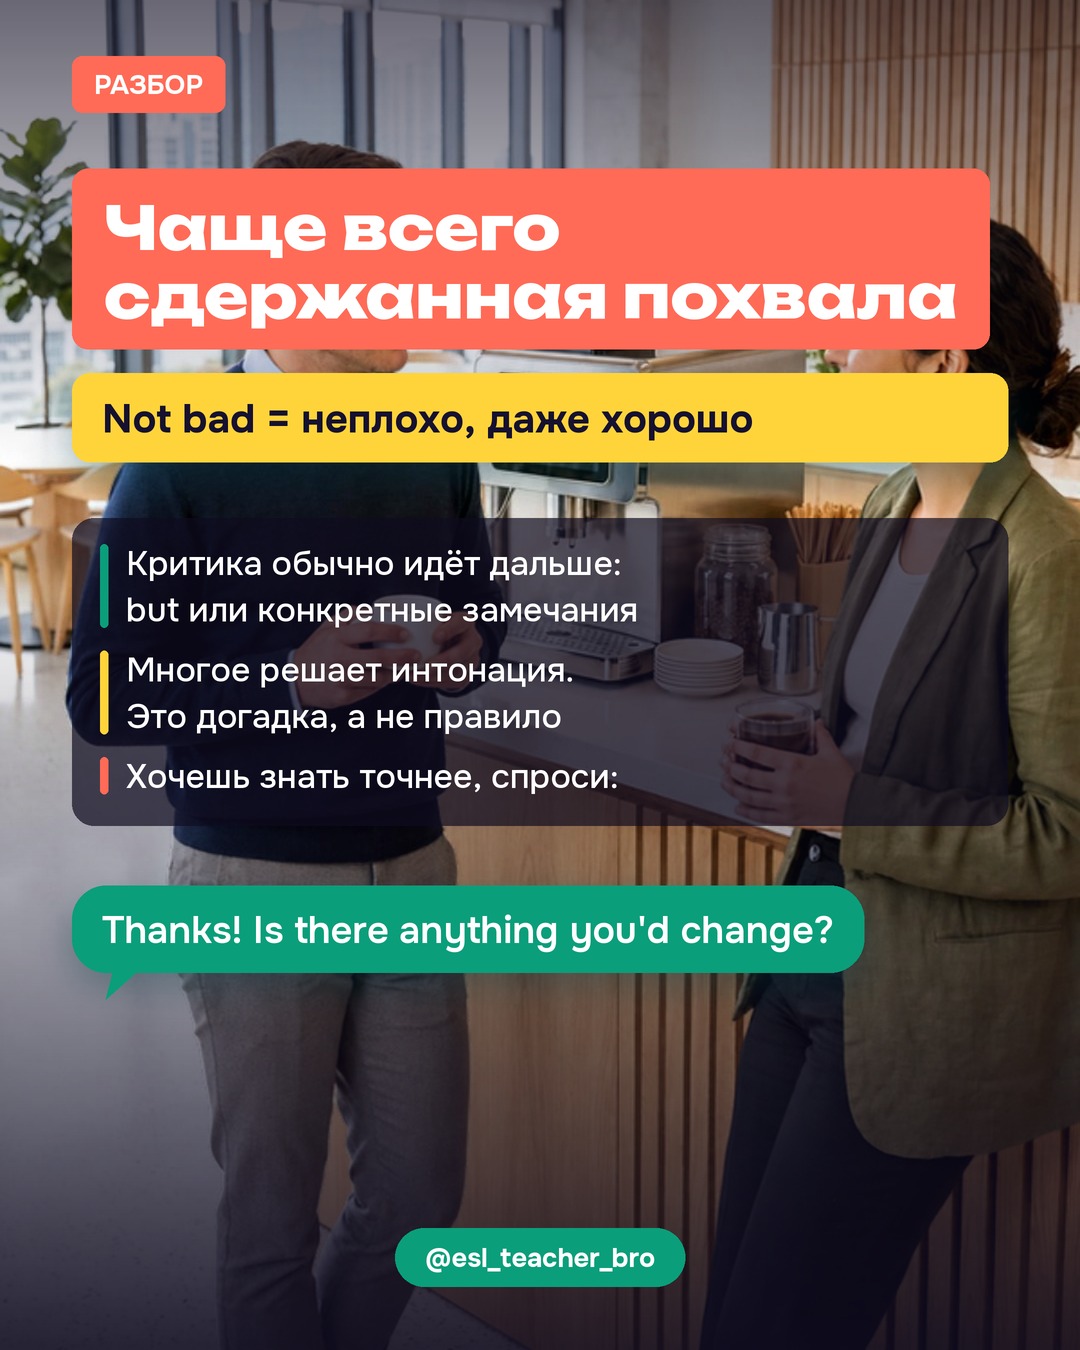 РАЗБОР
Чаще всего
сдержанная похвала
Not bad = неплохо, даже хорошо
Критика обычно идёт дальше:
but или конкретные замечания
Многое решает интонация.
Это догадка, а не правило
Хочешь знать точнее, спроси:
Thanks! Is there anything you'd change?
@esl_teacher_bro